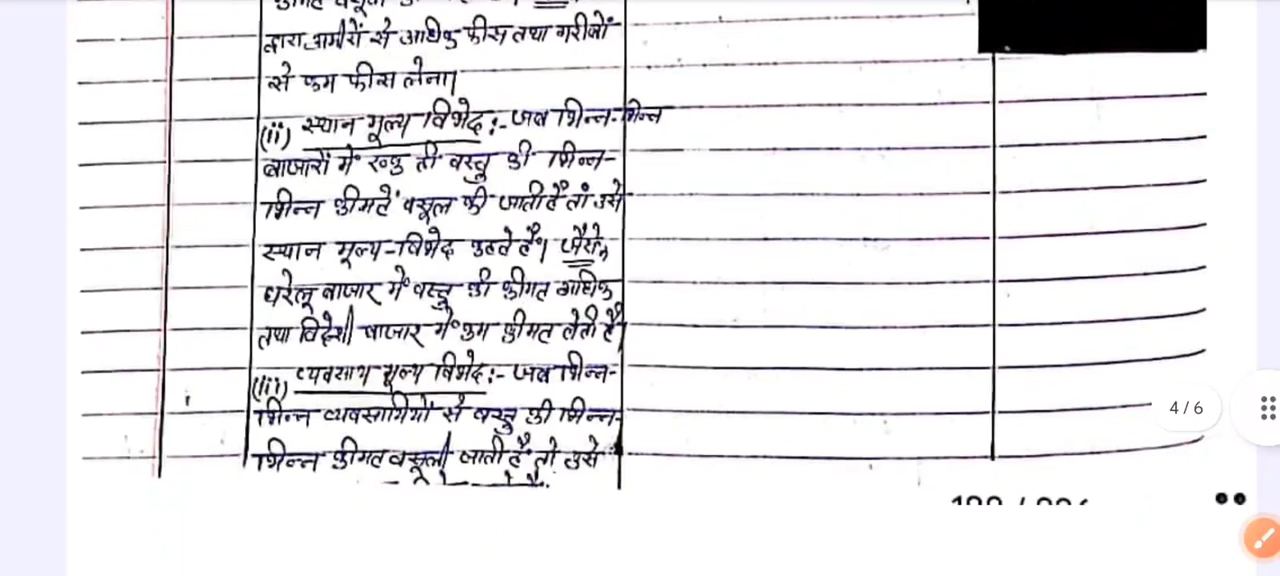 द्वारा अमीरों से अधिक फीस तथा गरीबों
से कम फीस लेना।
(ii) स्थान मूल्य विभेद :- जब भिन्न-भिन्न
बाजारों में एक ही वस्तु की भिन्न-
भिन्न कीमतें वसूल की जाती हैं तो उसे
स्थान मूल्य-विभेद कहते हैं। जैसे
घरेलू बाजार में वस्तु की कीमत अधिक
तथा विदेशी बाजार में कम कीमत लेती है।
(iii) व्यवसाय मूल्य विभेद :- जब भिन्न-
भिन्न व्यवसायियों से वस्तु की भिन्न-
भिन्न कीमत वसूली जाती है तो उसे
4 / 6